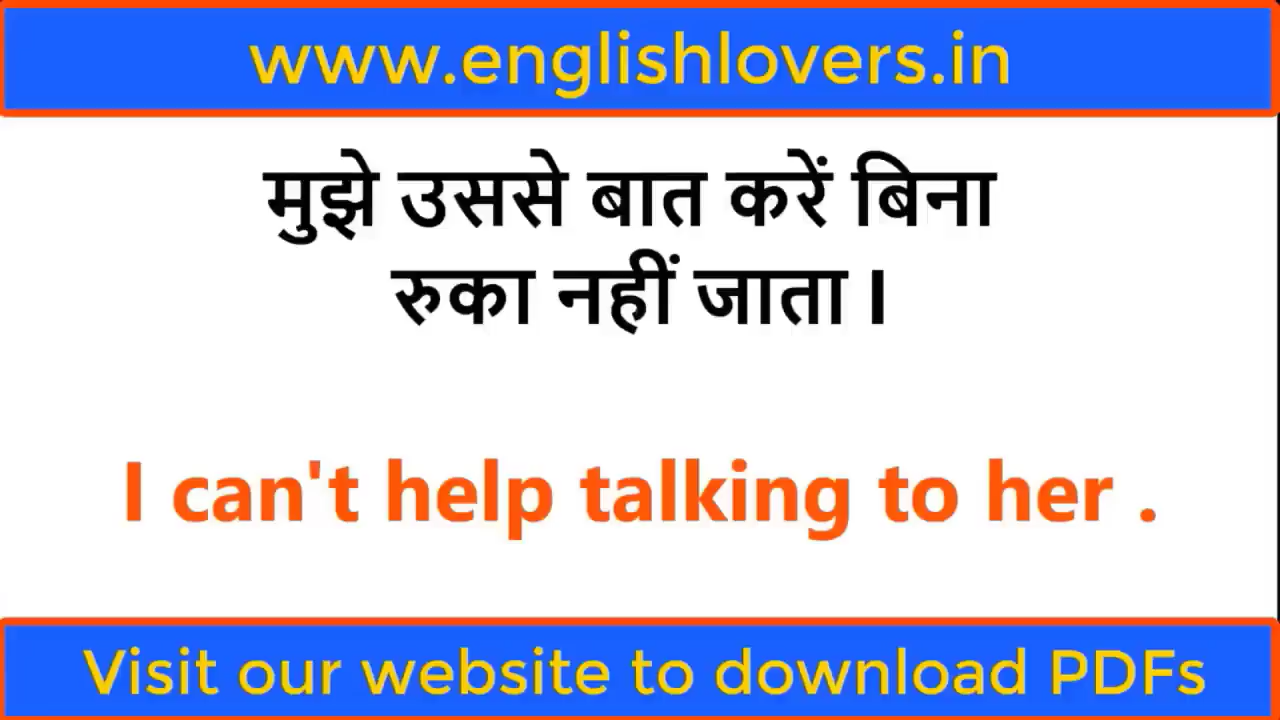 www.englishlovers.in
मुझे उससे बात करें बिना
रुका नहीं जाता।
I can't help talking to her .
Visit our website to download PDFs